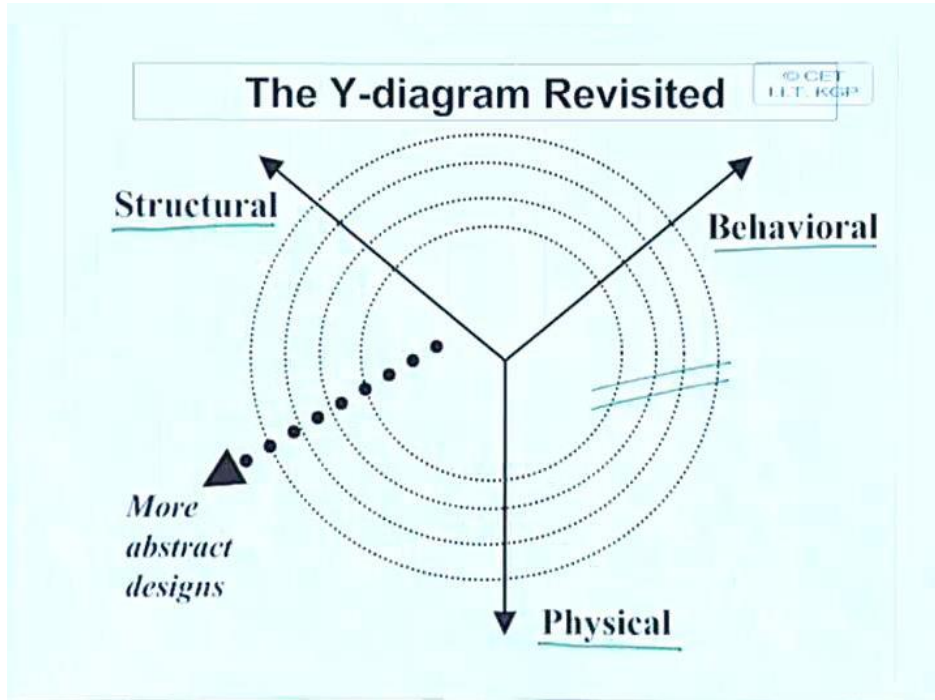 The Y-diagram Revisited
© CET
I.I.T. KGP
Structural
Behavioral
More
abstract
designs
Physical